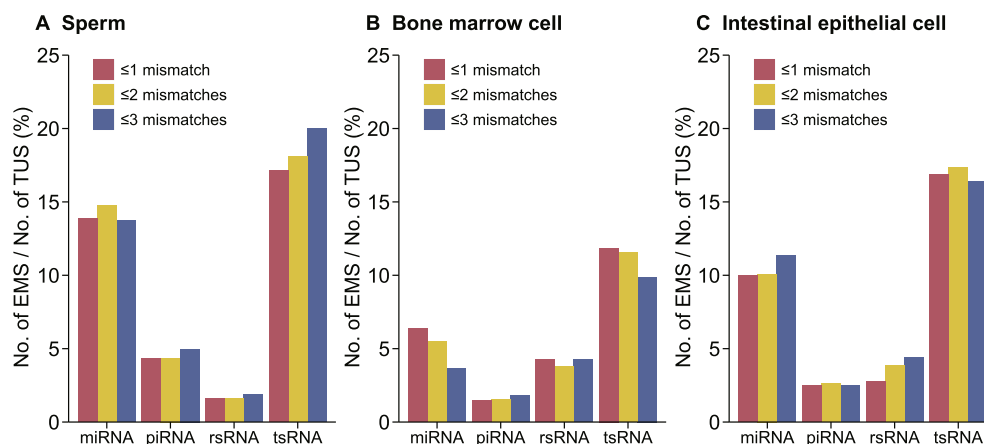 A Sperm
No. of EMS / No. of TUS (%)
25
20
15
10
5
0
≤1 mismatch
≤2 mismatches
≤3 mismatches
miRNA
piRNA
rsRNA
tsRNA
B Bone marrow cell
No. of EMS / No. of TUS (%)
25
20
15
10
5
0
≤1 mismatch
≤2 mismatches
≤3 mismatches
miRNA
piRNA
rsRNA
tsRNA
C Intestinal epithelial cell
No. of EMS / No. of TUS (%)
25
20
15
10
5
0
≤1 mismatch
≤2 mismatches
≤3 mismatches
miRNA
piRNA
rsRNA
tsRNA